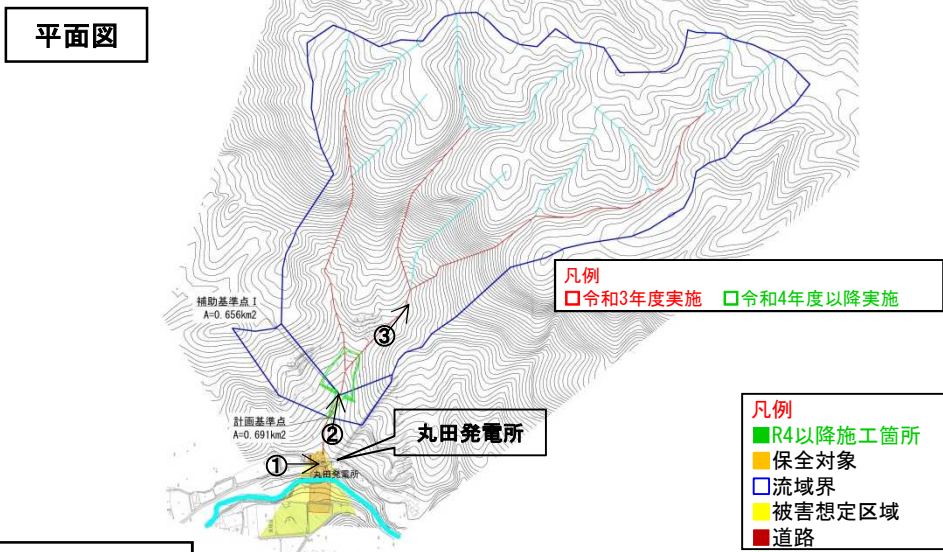 平面図
補助基準点Ⅰ
A=0.656km2
凡例
□令和3年度実施 □令和4年度以降実施
③
計画基準点
A=0.691km2
②
丸田発電所
①
丸田発電所
凡例
■R4以降施工箇所
■保全対象
□流域界
■被害想定区域
■道路